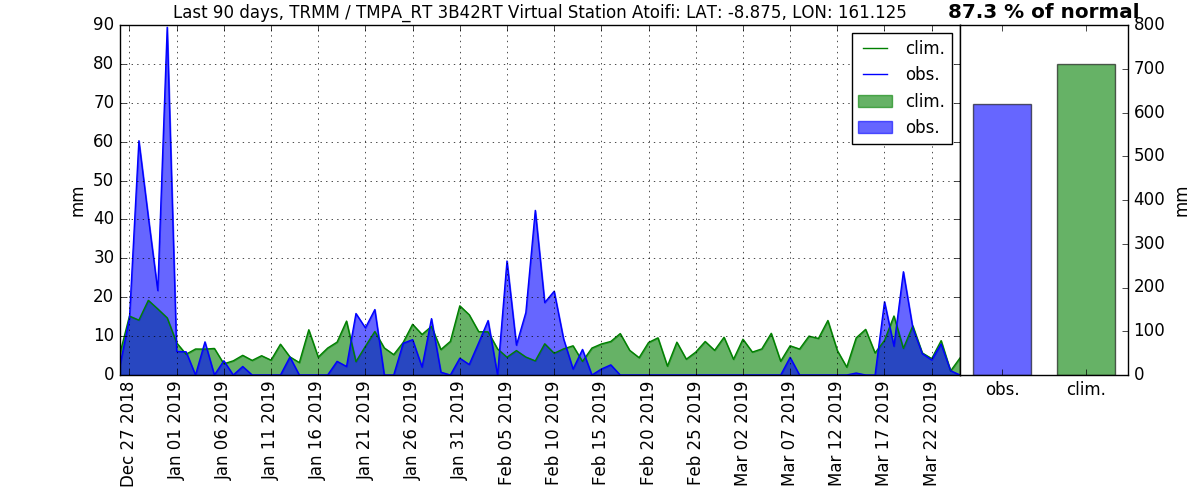 Last 90 days, TRMM / TMPA_RT 3B42RT Virtual Station Atoifi: LAT: -8.875, LON: 161.125
87.3 % of normal
90
80
70
60
50
40
30
20
10
0
mm
clim.
obs.
clim.
obs.
800
700
600
500
400
300
200
100
0
mm
obs.
clim.
Dec 27 2018
Jan 01 2019
Jan 06 2019
Jan 11 2019
Jan 16 2019
Jan 21 2019
Jan 26 2019
Jan 31 2019
Feb 05 2019
Feb 10 2019
Feb 15 2019
Feb 20 2019
Feb 25 2019
Mar 02 2019
Mar 07 2019
Mar 12 2019
Mar 17 2019
Mar 22 2019